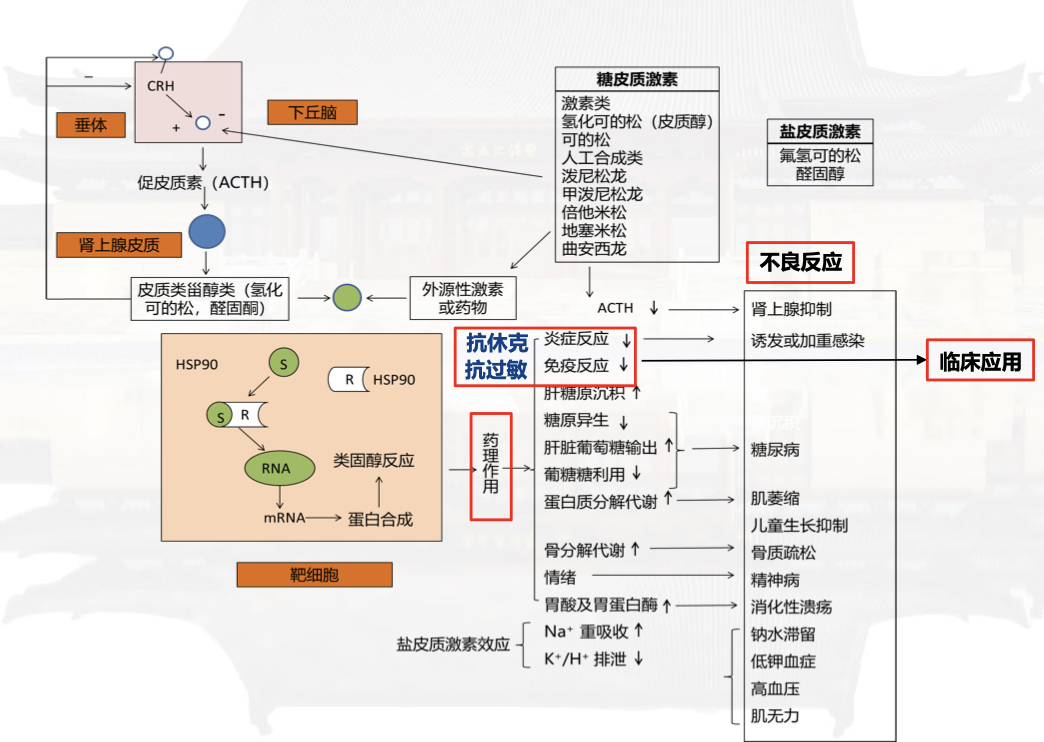 −
CRH
−
+
垂体
下丘脑
促皮质素（ACTH）
肾上腺皮质
皮质类甾醇类（氢化
可的松，醛固酮）
外源性激素
或药物
糖皮质激素
激素类
氢化可的松（皮质醇）
可的松
人工合成类
泼尼松龙
甲泼尼松龙
倍他米松
地塞米松
曲安西龙
盐皮质激素
氟氢可的松
醛固醇
不良反应
HSP90
S
R
HSP90
S
R
RNA
类固醇反应
mRNA
蛋白合成
靶细胞
药理作用
抗休克
抗过敏
ACTH ↓
炎症反应 ↓
免疫反应 ↓
肝糖原沉积 ↑
糖原异生 ↓
肝脏葡萄糖输出 ↑
葡糖糖利用 ↓
蛋白质分解代谢 ↑
骨分解代谢 ↑
情绪
胃酸及胃蛋白酶 ↑
盐皮质激素效应
Na⁺ 重吸收 ↑
K⁺/H⁺ 排泄 ↓
肾上腺抑制
诱发或加重感染
糖尿病
肌萎缩
儿童生长抑制
骨质疏松
精神病
消化性溃疡
钠水滞留
低钾血症
高血压
肌无力
临床应用